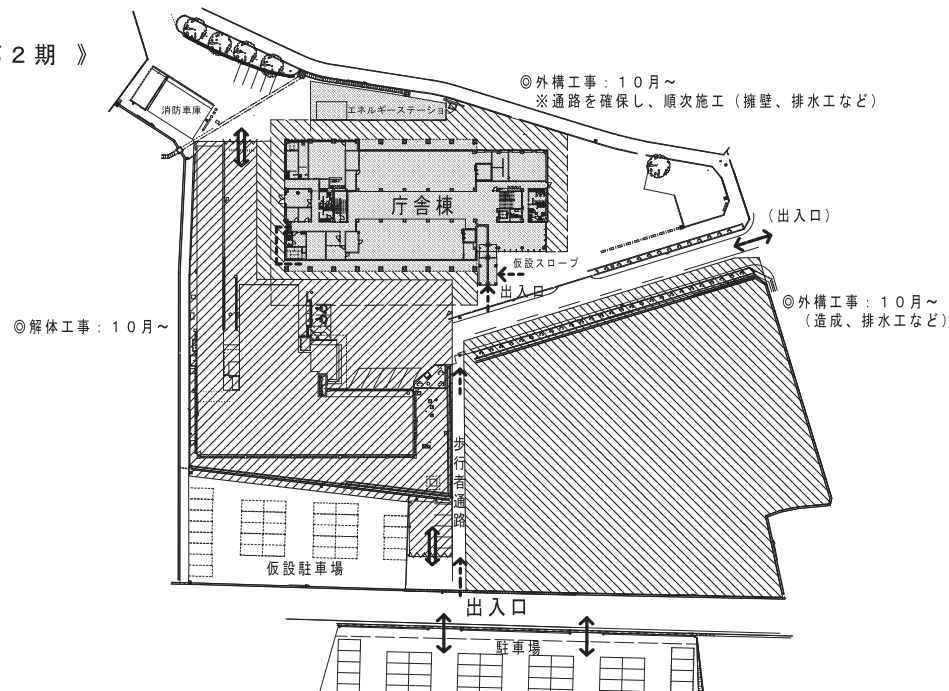 第２期 》
◎外構工事：１０月～
※通路を確保し、順次施工（擁壁、排水工など）
消防車庫
エネルギーステーション
庁舎棟
（出入口）
仮設スロープ
出入口
◎外構工事：１０月～
（造成、排水工など）
◎解体工事：１０月～
歩行者通路
仮設駐車場
出入口
駐車場